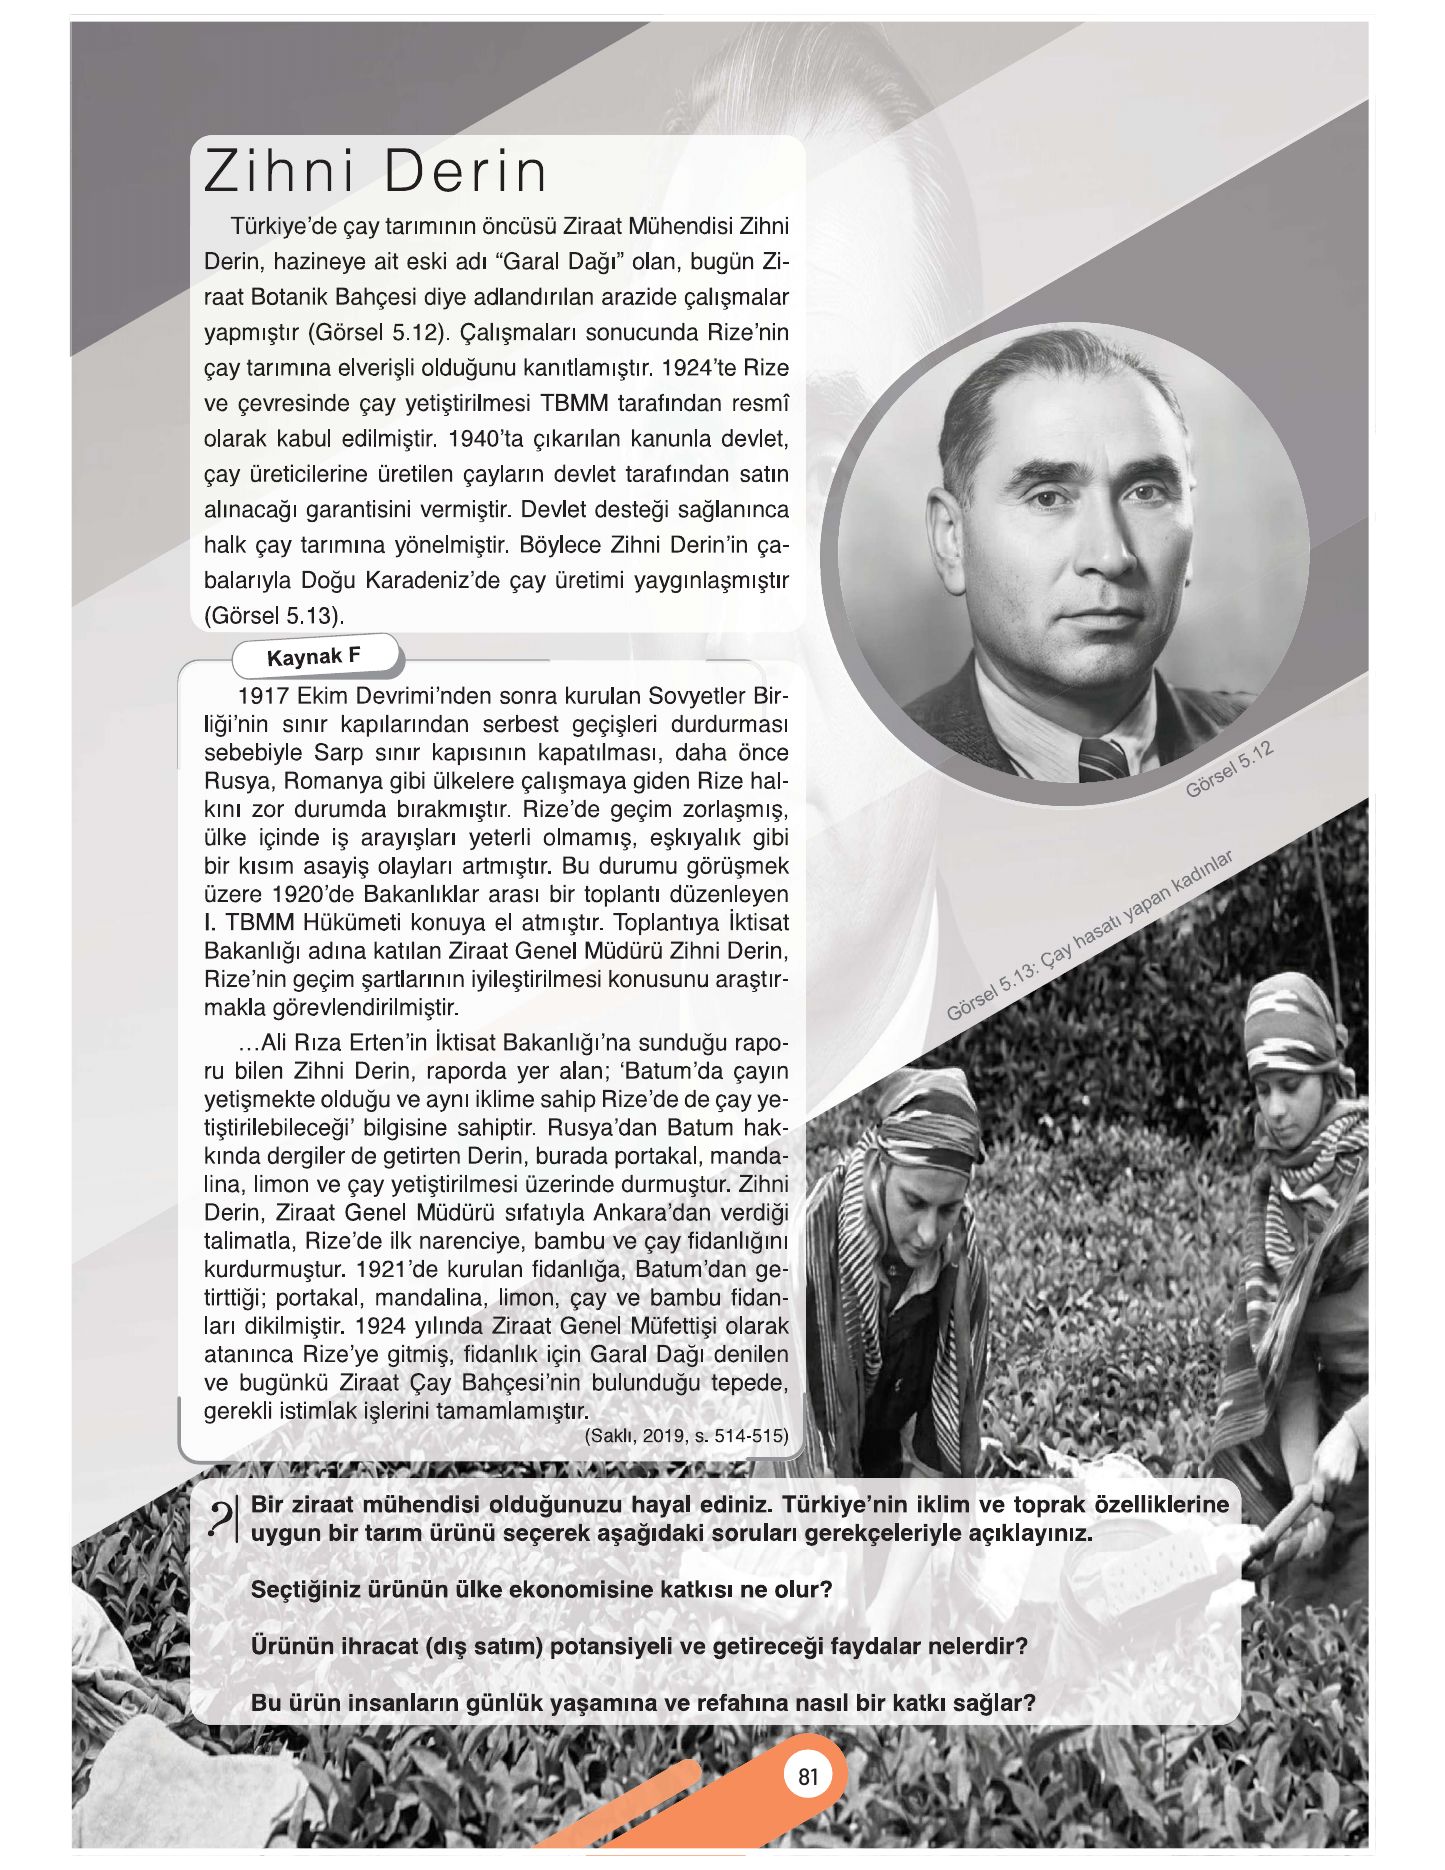 Zihni Derin
Türkiye’de çay tarımının öncüsü Ziraat Mühendisi Zihni
Derin, hazineye ait eski adı “Garal Dağı” olan, bugün Zi-
raat Botanik Bahçesi diye adlandırılan arazide çalışmalar
yapmıştır (Görsel 5.12). Çalışmaları sonucunda Rize’nin
çay tarımına elverişli olduğunu kanıtlamıştır. 1924’te Rize
ve çevresinde çay yetiştirilmesi TBMM tarafından resmî
olarak kabul edilmiştir. 1940’ta çıkarılan kanunla devlet,
çay üreticilerine üretilen çayların devlet tarafından satın
alınacağı garantisini vermiştir. Devlet desteği sağlanınca
halk çay tarımına yönelmiştir. Böylece Zihni Derin’in ça-
balarıyla Doğu Karadeniz’de çay üretimi yaygınlaşmıştır
(Görsel 5.13).
Görsel 5.12
Kaynak F
1917 Ekim Devrimi’nden sonra kurulan Sovyetler Bir-
liği’nin sınır kapılarından serbest geçişleri durdurması
sebebiyle Sarp sınır kapısının kapatılması, daha önce
Rusya, Romanya gibi ülkelere çalışmaya giden Rize hal-
kını zor durumda bırakmıştır. Rize’de geçim zorlaşmış,
ülke içinde iş arayışları yeterli olmamış, eşkıyalık gibi
bir kısım asayiş olayları artmıştır. Bu durumu görüşmek
üzere 1920’de Bakanlıklar arası bir toplantı düzenleyen
I. TBMM Hükümeti konuya el atmıştır. Toplantıya İktisat
Bakanlığı adına katılan Ziraat Genel Müdürü Zihni Derin,
Rize’nin geçim şartlarının iyileştirilmesi konusunu araştır-
makla görevlendirilmiştir.
…Ali Rıza Erten’in İktisat Bakanlığı’na sunduğu rapo-
ru bilen Zihni Derin, raporda yer alan; ‘Batum’da çayın
yetişmekte olduğu ve aynı iklime sahip Rize’de de çay ye-
tiştirilebileceği’ bilgisine sahiptir. Rusya’dan Batum hak-
kında dergiler de getirten Derin, burada portakal, manda-
lina, limon ve çay yetiştirilmesi üzerinde durmuştur. Zihni
Derin, Ziraat Genel Müdürü sıfatıyla Ankara’dan verdiği
talimatla, Rize’de ilk narenciye, bambu ve çay fidanlığını
kurdurmuştur. 1921’de kurulan fidanlığa, Batum’dan ge-
tirttiği; portakal, mandalina, limon, çay ve bambu fidan-
ları dikilmiştir. 1924 yılında Ziraat Genel Müfettişi olarak
atanınca Rize’ye gitmiş, fidanlık için Garal Dağı denilen
ve bugünkü Ziraat Çay Bahçesi’nin bulunduğu tepede,
gerekli istimlak işlerini tamamlamıştır.
(Saklı, 2019, s. 514-515)
Görsel 5.13: Çay hasatı yapan kadınlar
? Bir ziraat mühendisi olduğunuzu hayal ediniz. Türkiye’nin iklim ve toprak özelliklerine
uygun bir tarım ürünü seçerek aşağıdaki soruları gerekçeleriyle açıklayınız.
Seçtiğiniz ürünün ülke ekonomisine katkısı ne olur?
Ürünün ihracat (dış satım) potansiyeli ve getireceği faydalar nelerdir?
Bu ürün insanların günlük yaşamına ve refahına nasıl bir katkı sağlar?
81